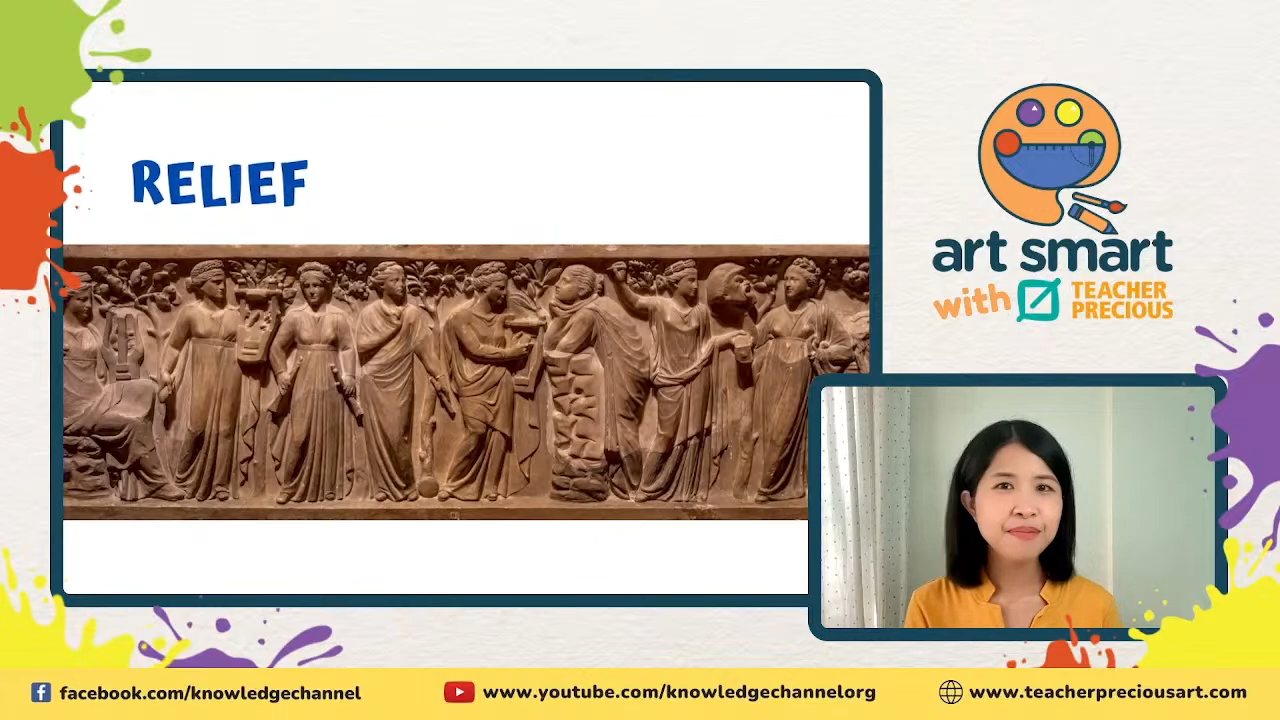 RELIEF
art smart
with TEACHER
PRECIOUS
facebook.com/knowledgechannel
www.youtube.com/knowledgechannelorg
www.teacherpreciousart.com